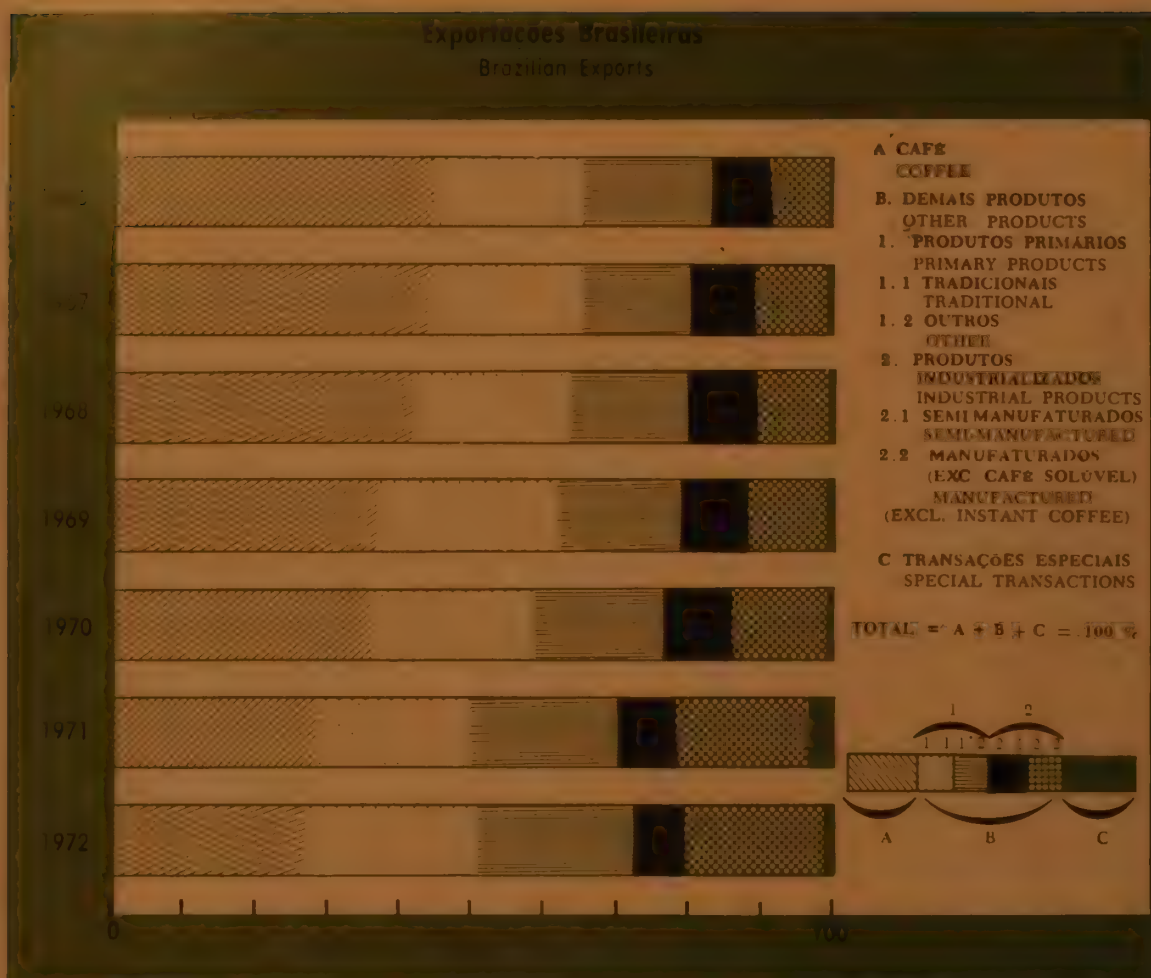 Exportações Brasileiras
Brazilian Exports
1968
1969
1970
1971
1972
0
100
A CAFÉ
COFFEE
B. DEMAIS PRODUTOS
OTHER PRODUCTS
1. PRODUTOS PRIMÁRIOS
PRIMARY PRODUCTS
1.1 TRADICIONAIS
TRADITIONAL
1.2 OUTROS
OTHER
2. PRODUTOS
INDUSTRIALIZADOS
INDUSTRIAL PRODUCTS
2.1 SEMIMANUFATURADOS
SEMI-MANUFACTURED
2.2 MANUFATURADOS
(EXC CAFÉ SOLÚVEL)
MANUFACTURED
(EXCL. INSTANT COFFEE)
C TRANSAÇÕES ESPECIAIS
SPECIAL TRANSACTIONS
TOTAL = A + B + C = 100 %
1 2
A B C